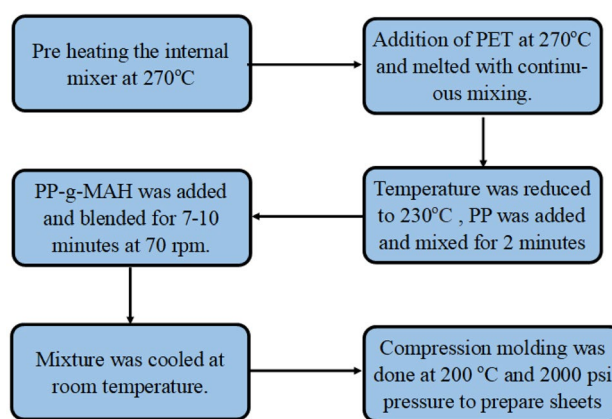 Pre heating the internal
mixer at 270°C
Addition of PET at 270°C
and melted with continu-
ous mixing.
Temperature was reduced
to 230°C , PP was added
and mixed for 2 minutes
PP-g-MAH was added
and blended for 7-10
minutes at 70 rpm.
Mixture was cooled at
room temperature.
Compression molding was
done at 200 °C and 2000 psi
pressure to prepare sheets